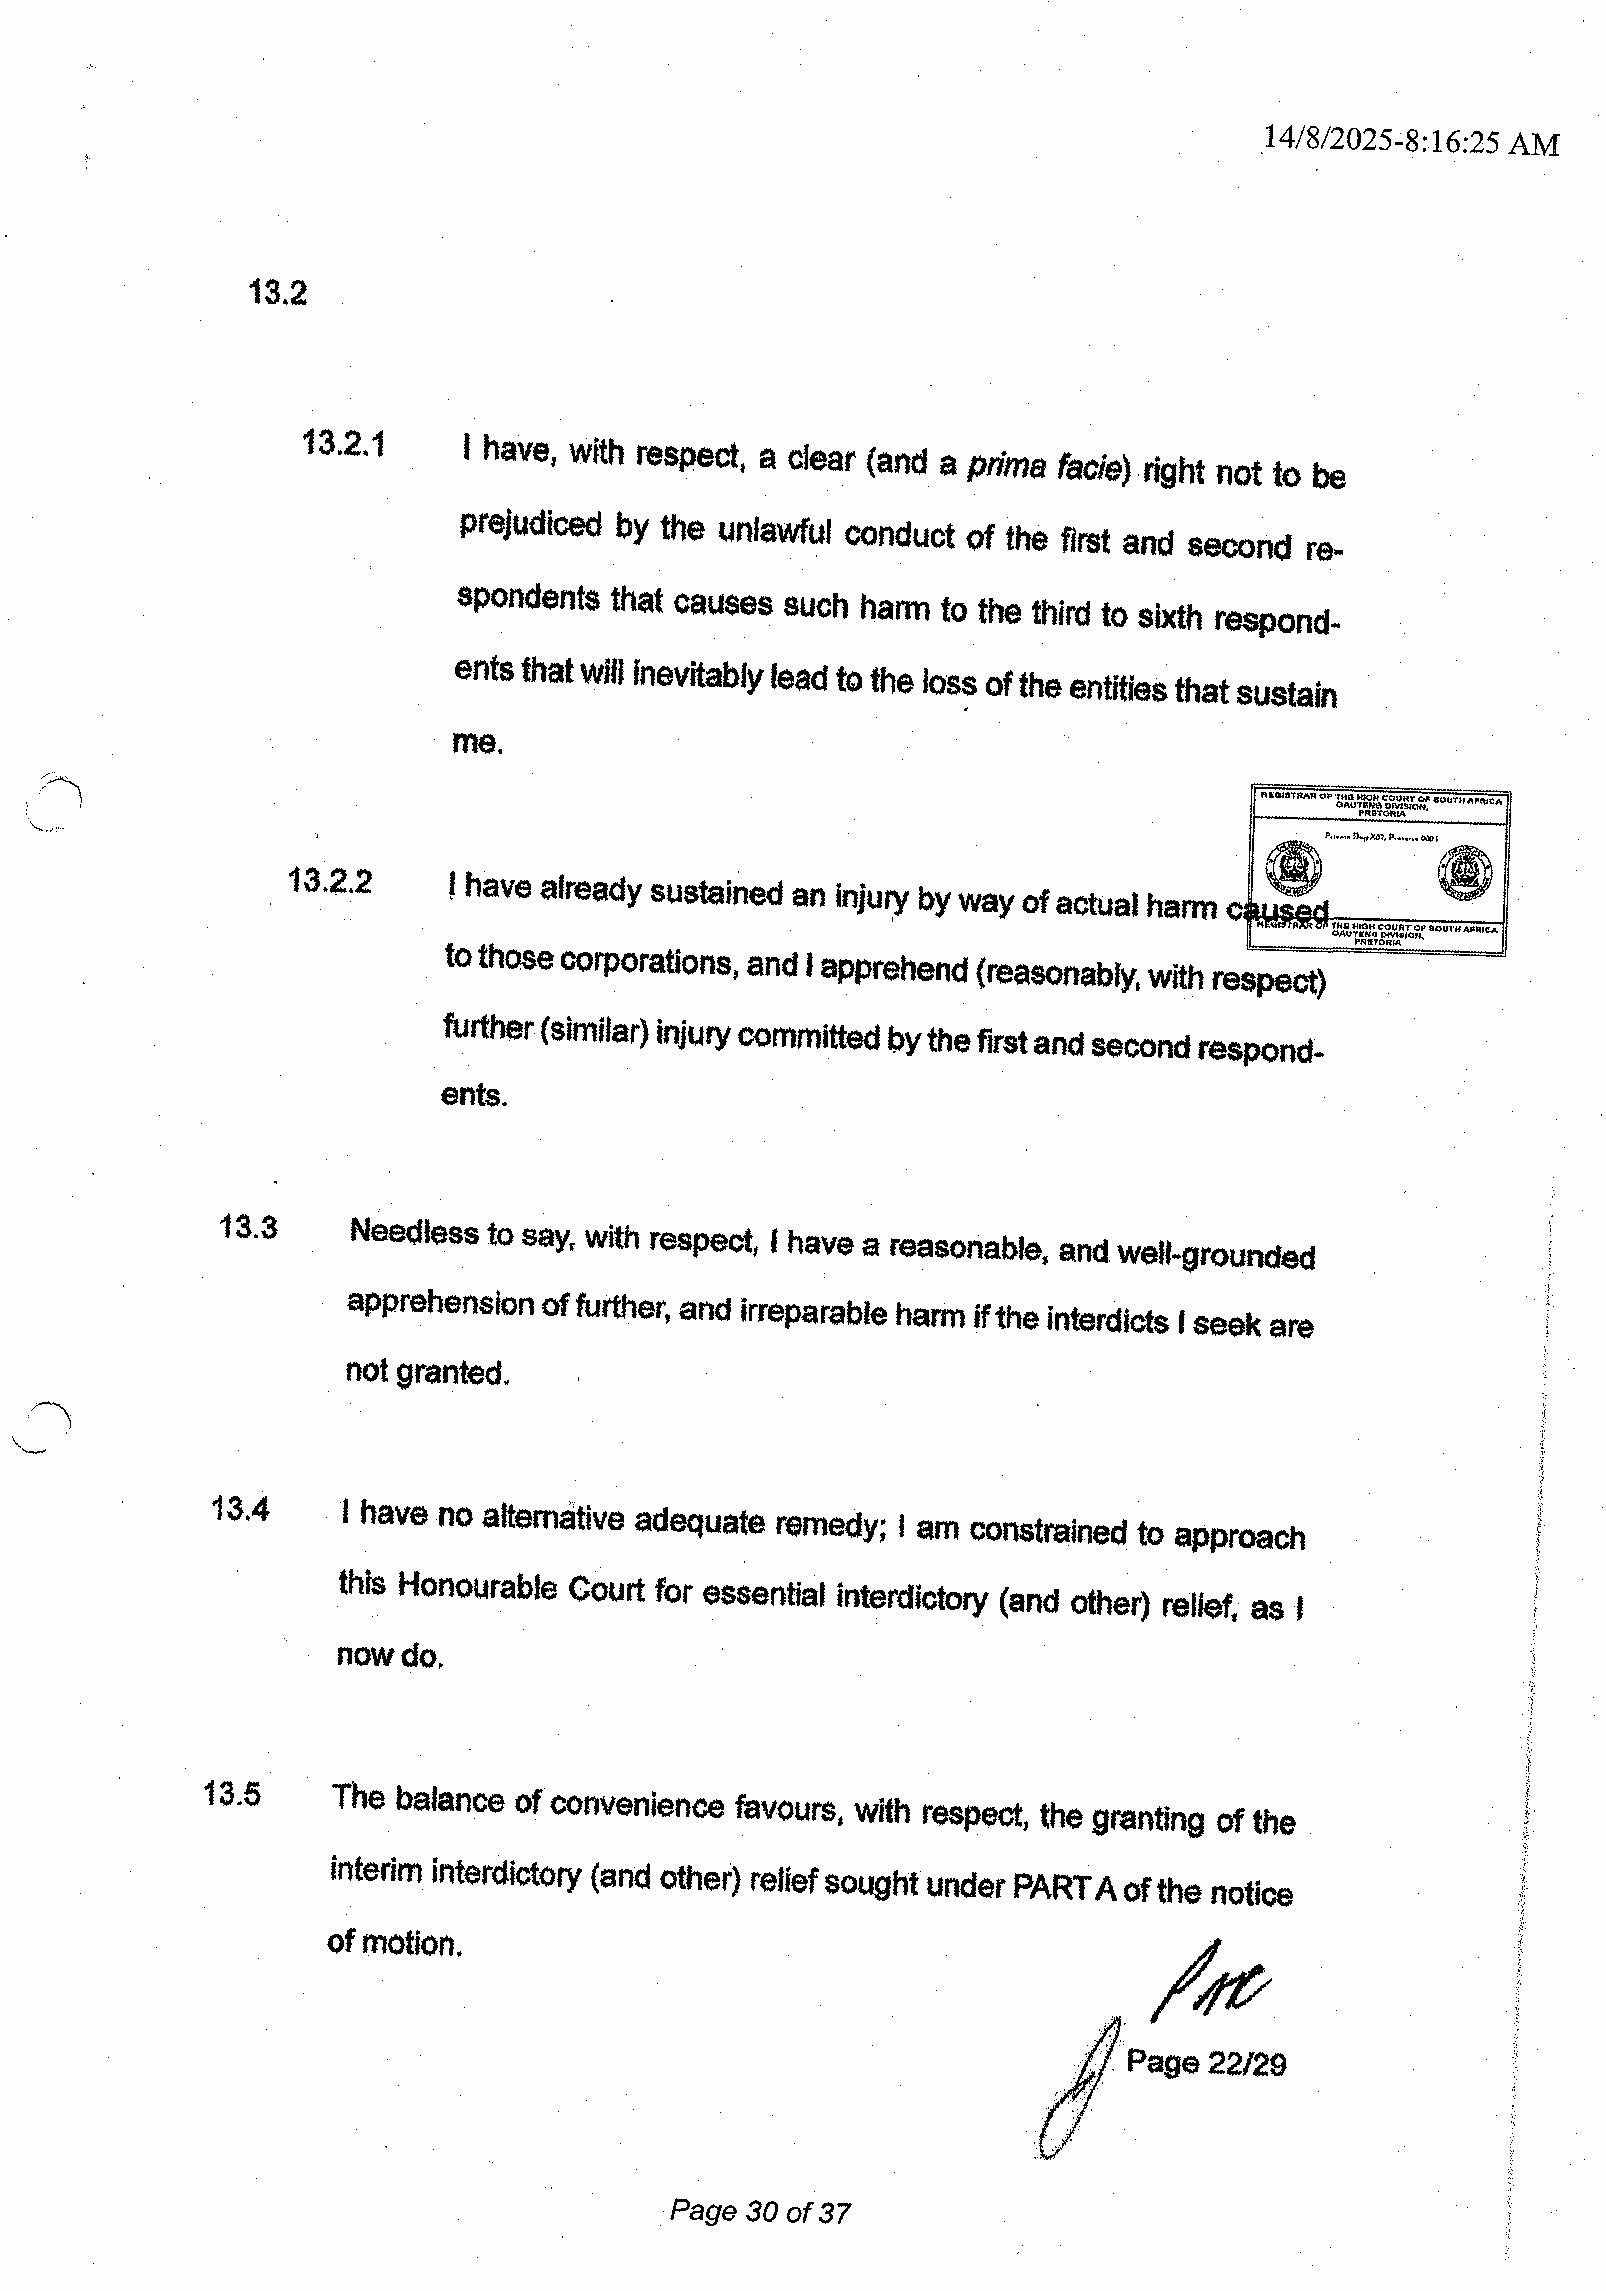 14/8/2025-8:16:25 AM
13.2
13.2.1 I have, with respect, a clear (and a prima facie) right not to be
prejudiced by the unlawful conduct of the first and second re-
spondents that causes such harm to the third to sixth respond-
ents that will inevitably lead to the loss of the entities that sustain
me.
REGISTRAR OF THE HIGH COURT OF SOUTH AFRICA
GAUTENG DIVISION,
PRETORIA
13.2.2 I have already sustained an injury by way of actual harm caused
REGISTRAR OF THE HIGH COURT OF SOUTH AFRICA
GAUTENG DIVISION,
PRETORIA
to those corporations, and I apprehend (reasonably, with respect)
further (similar) injury committed by the first and second respond-
ents.
13.3 Needless to say, with respect, I have a reasonable, and well-grounded
apprehension of further, and irreparable harm if the interdicts I seek are
not granted.
13.4 I have no alternative adequate remedy; I am constrained to approach
this Honourable Court for essential interdictory (and other) relief, as I
now do.
13.5 The balance of convenience favours, with respect, the granting of the
interim interdictory (and other) relief sought under PART A of the notice
of motion.
Page 22/29
Page 30 of 37